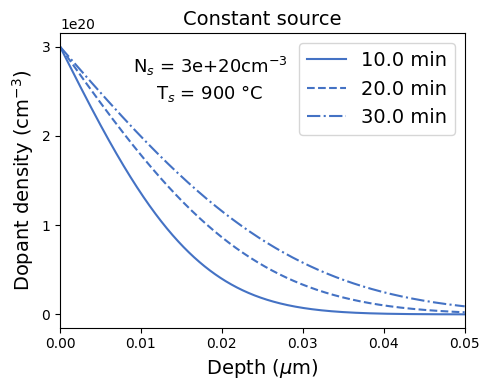 Constant source
1e20
N_s = 3e+20cm⁻³
T_s = 900 °C
10.0 min
20.0 min
30.0 min
Dopant density (cm⁻³)
3
2
1
0
0.00 0.01 0.02 0.03 0.04 0.05
Depth (μm)